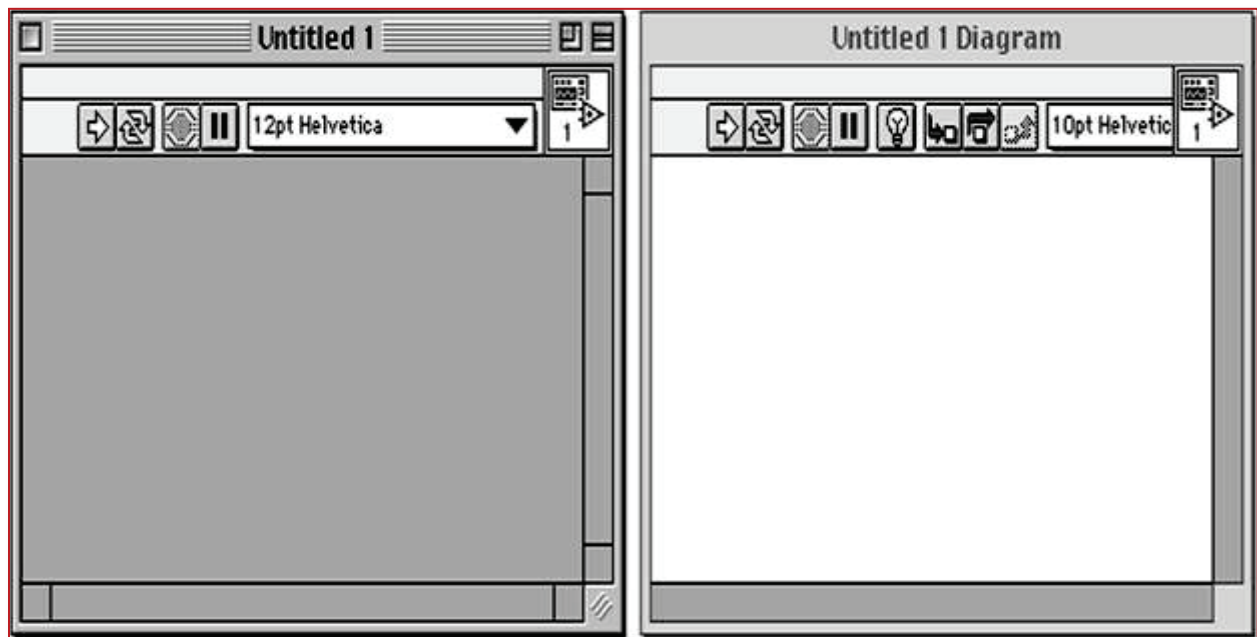 Untitled 1
12pt Helvetica
1
Untitled 1 Diagram
10pt Helvetic
1